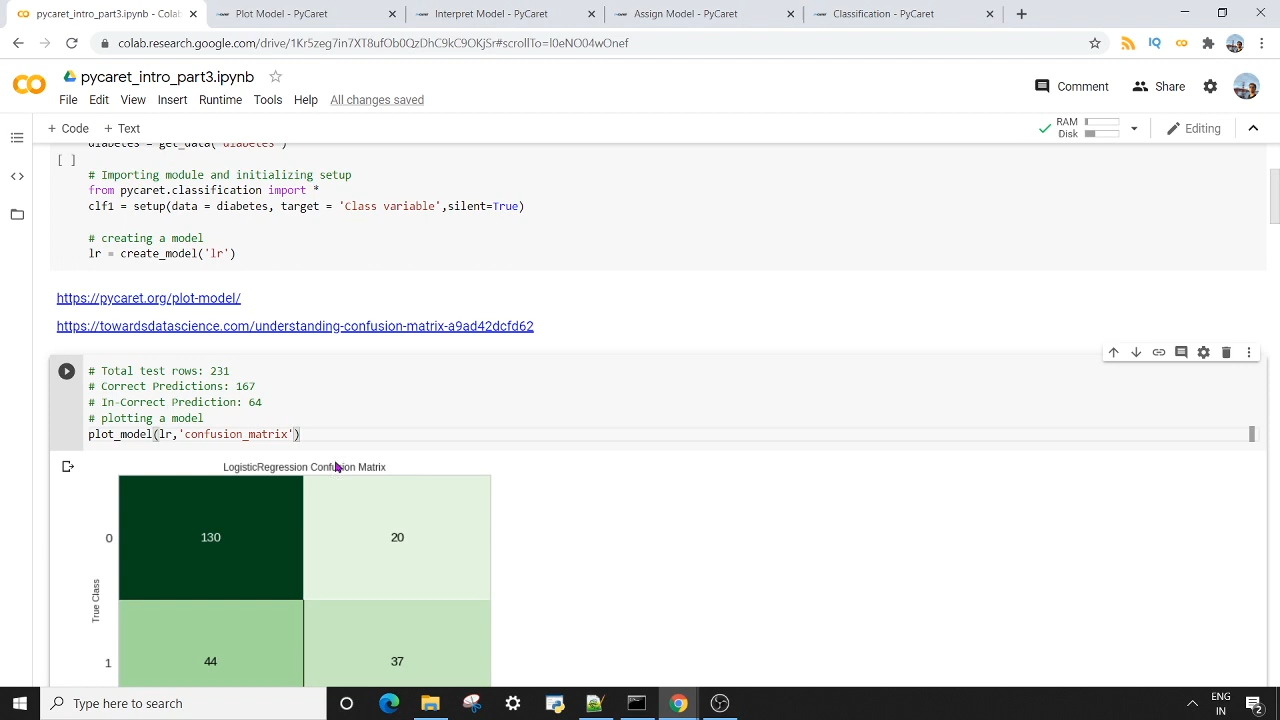 pycaret_intro_part3.ipynb - Colab
Plot Model - PyCaret
Interpret Model - PyCaret
Assign Model - PyCaret
Classification - PyCaret
colab.research.google.com/drive/1Kr5zeg7in7XT8ufOb0QzBhC9kC9OKjSr#scrollTo=l0eNO04wOnef
pycaret_intro_part3.ipynb
Comment
Share
File Edit View Insert Runtime Tools Help All changes saved
+ Code + Text
RAM
Disk
Editing
diabetes = get_data('diabetes')
[ ]
# Importing module and initializing setup
from pycaret.classification import *
clf1 = setup(data = diabetes, target = 'Class variable',silent=True)
# creating a model
lr = create_model('lr')
https://pycaret.org/plot-model/
https://towardsdatascience.com/understanding-confusion-matrix-a9ad42dcfd62
# Total test rows: 231
# Correct Predictions: 167
# In-Correct Prediction: 64
# plotting a model
plot_model(lr,'confusion_matrix')
LogisticRegression Confusion Matrix
0
130
20
True Class
1
44
37
Type here to search
ENG
IN
2